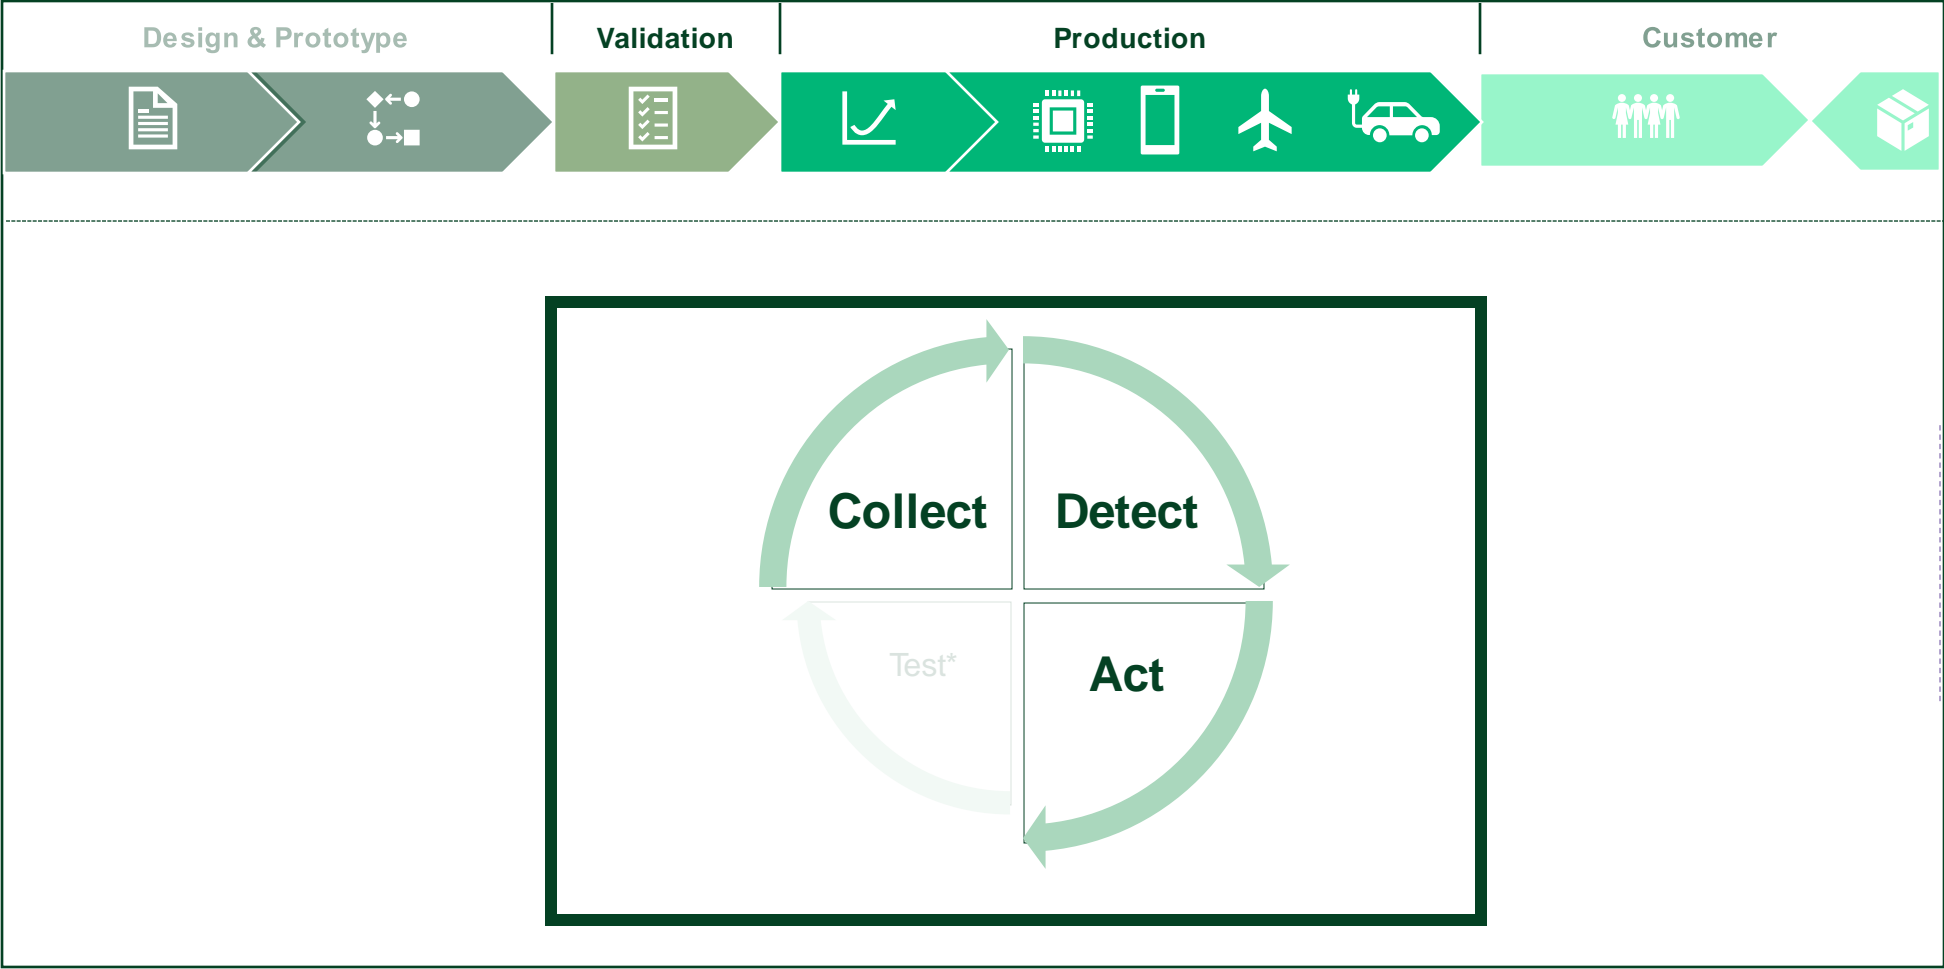 Design & Prototype
Validation
Production
Customer
Collect
Detect
Test*
Act